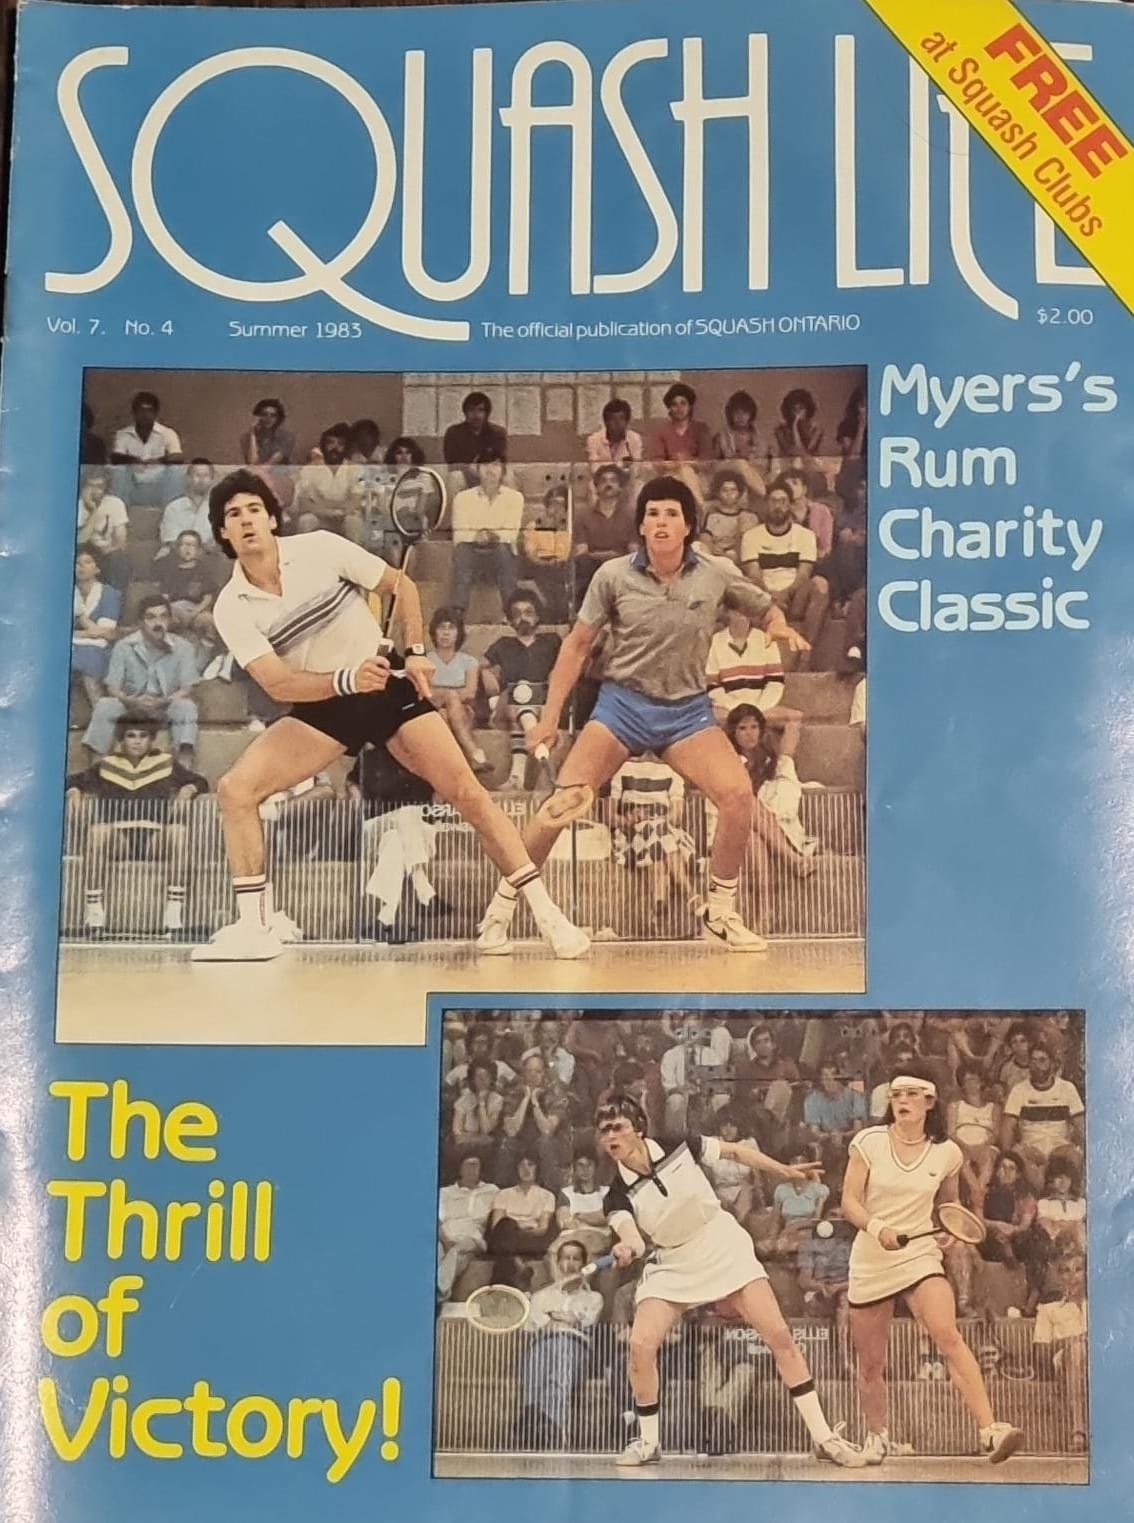 SQUASH LIFE
FREE
at Squash Clubs
Vol. 7. No. 4 Summer 1983 The official publication of SQUASH ONTARIO $2.00
Myers's
Rum
Charity
Classic
The
Thrill
of
Victory!